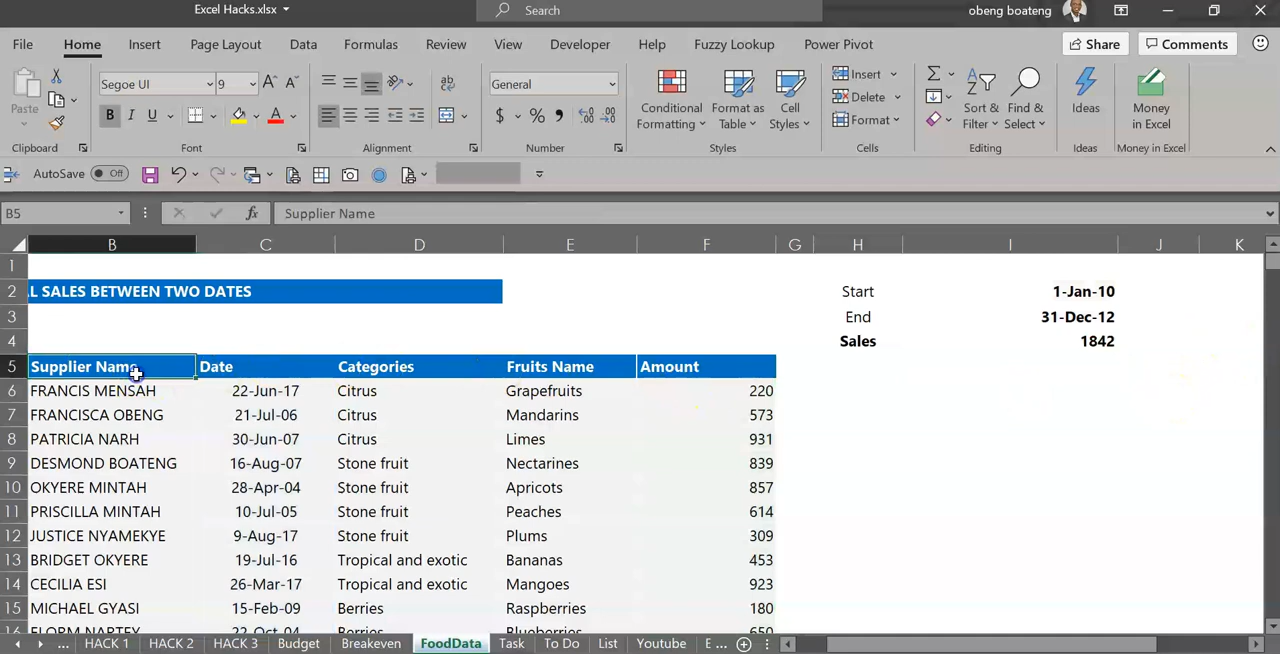 Excel Hacks.xlsx
Search
obeng boateng
File Home Insert Page Layout Formulas Data Review View Developer Help Fuzzy Lookup Power Pivot Share Comments
Paste
Segoe UI 9
General
Conditional Formatting
Format as Table
Cell Styles
Insert
Delete
Format
Sort & Filter
Find & Select
Ideas
Money in Excel
Clipboard Font Alignment Number Styles Cells Editing Ideas Money in Excel
AutoSave Off
B5 fx Supplier Name
B C D E F G H I J K
1
2 L SALES BETWEEN TWO DATES Start 1-Jan-10
3 End 31-Dec-12
4 Sales 1842
5 Supplier Name Date Categories Fruits Name Amount
6 FRANCIS MENSAH 22-Jun-17 Citrus Grapefruits 220
7 FRANCISCA OBENG 21-Jul-06 Citrus Mandarins 573
8 PATRICIA NARH 30-Jun-07 Citrus Limes 931
9 DESMOND BOATENG 16-Aug-07 Stone fruit Nectarines 839
10 OKYERE MINTAH 28-Apr-04 Stone fruit Apricots 857
11 PRISCILLA MINTAH 10-Jul-05 Stone fruit Peaches 614
12 JUSTICE NYAMEKYE 9-Aug-17 Stone fruit Plums 309
13 BRIDGET OKYERE 19-Jul-16 Tropical and exotic Bananas 453
14 CECILIA ESI 26-Mar-17 Tropical and exotic Mangoes 923
15 MICHAEL GYASI 15-Feb-09 Berries Raspberries 180
16 FLORM NARTEY 22-Oct-04 Berries Blueberries 650
... HACK 1 HACK 2 HACK 3 Budget Breakeven FoodData Task To Do List Youtube E ...